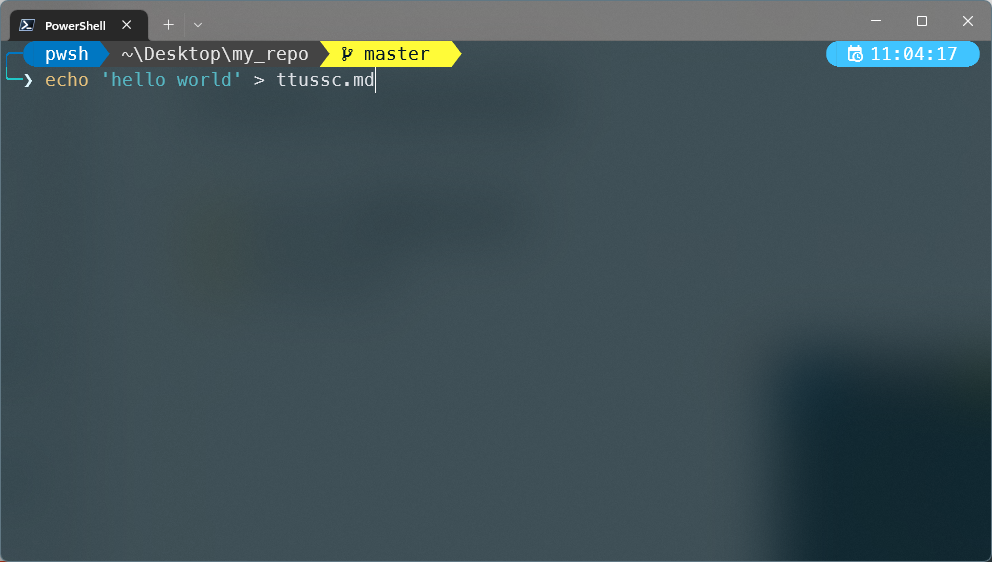 PowerShell
pwsh ~\Desktop\my_repo master 11:04:17
❯ echo 'hello world' > ttussc.md